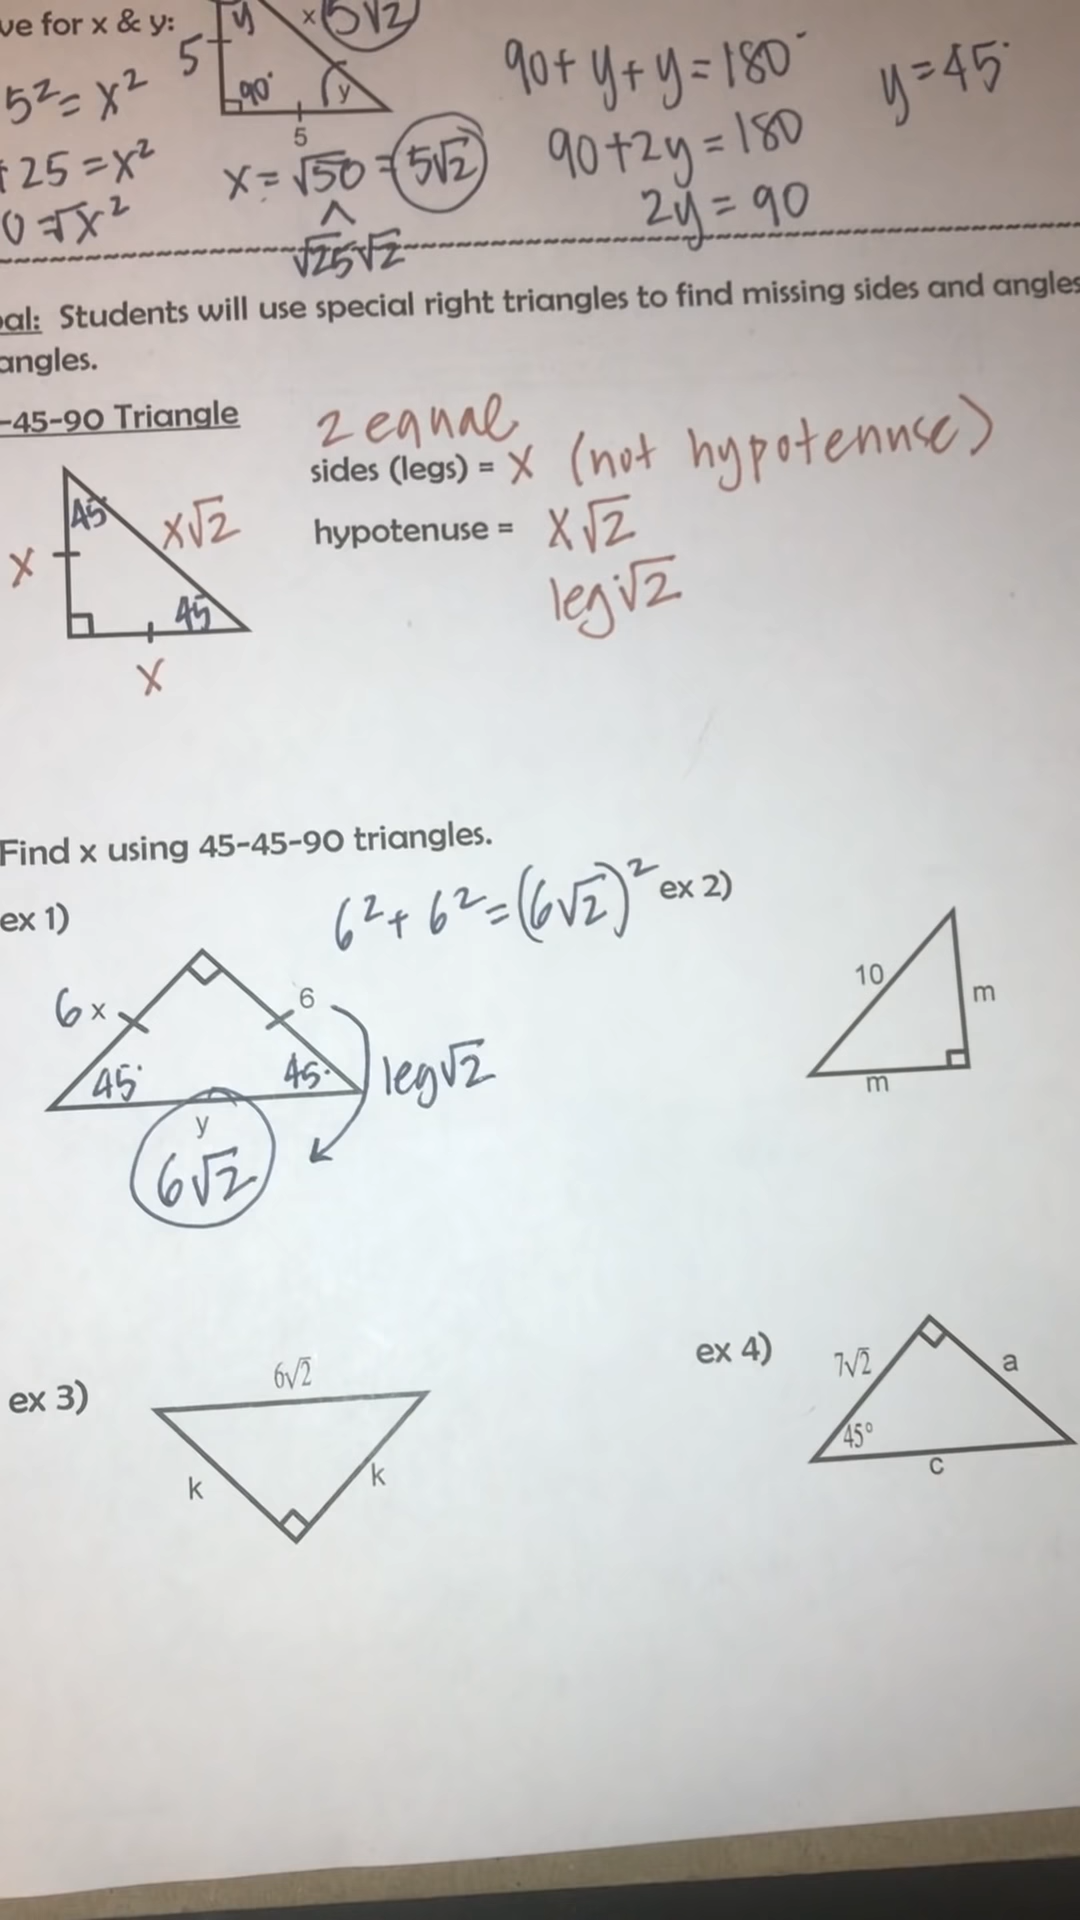 ve for x & y:
y
x
5√2
5
90°
y
5
5² = x²
25 = x²
0 = √x²
x = √50 = 5√2
√25 √2
90 + y + y = 180°
90 + 2y = 180
2y = 90
y = 45°
al: Students will use special right triangles to find missing sides and angles
angles.
-45-90 Triangle
2 equal
sides (legs) = x (not hypotenuse)
hypotenuse = x√2
leg√2
45
x
x√2
45
x
Find x using 45-45-90 triangles.
ex 1)
6² + 6² = (6√2)²
6 x
6
45°
45°
leg√2
y
6√2
ex 2)
10
m
m
ex 3)
6√2
k
k
ex 4)
7√2
a
45°
c